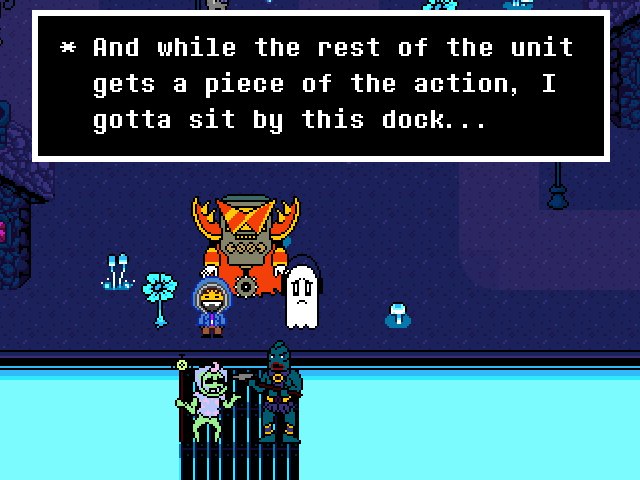 * And while the rest of the unit
gets a piece of the action, I
gotta sit by this dock...